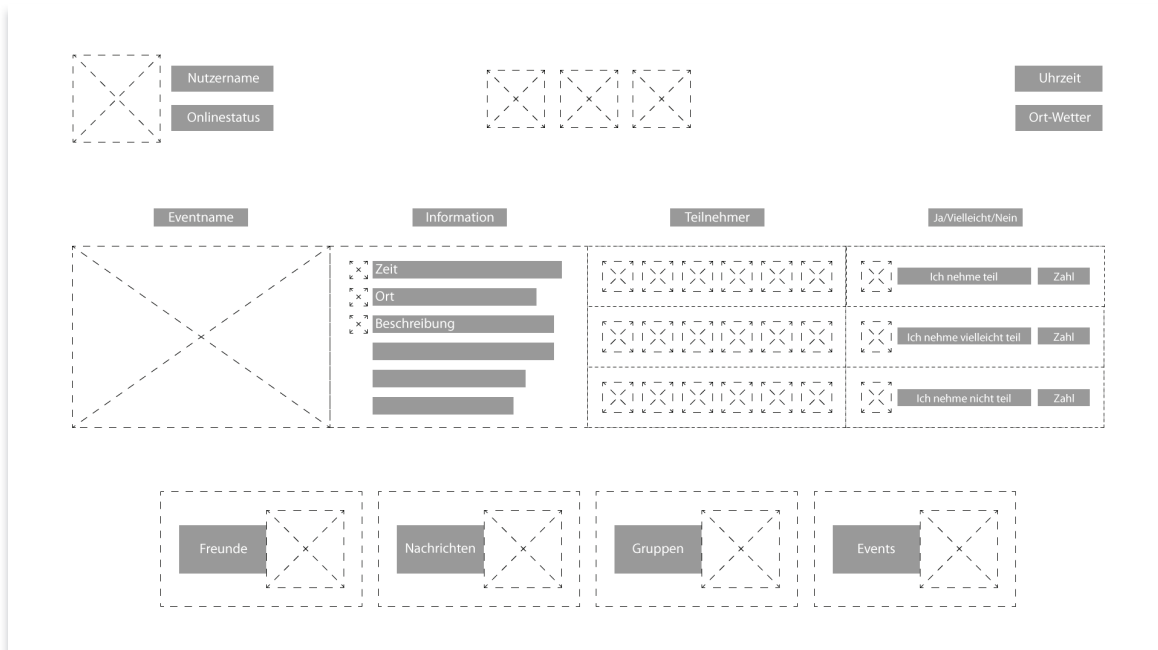 Nutzername
Onlinestatus
Uhrzeit
Ort-Wetter
Eventname
Information
Teilnehmer
Ja/Vielleicht/Nein
Zeit
Ort
Beschreibung
Ich nehme teil
Zahl
Ich nehme vielleicht teil
Zahl
Ich nehme nicht teil
Zahl
Freunde
Nachrichten
Gruppen
Events